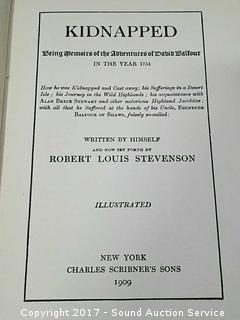 KIDNAPPED
Being Memoirs of the Adventures of David Balfour
IN THE YEAR 1751
How he was Kidnapped and Cast away; his Sufferings in a Desert
Isle; his Journey in the Wild Highlands; his acquaintance with
ALAN BRECK STEWART and other notorious Highland Jacobites;
with all that he Suffered at the hands of his Uncle, EBENEZER
BALFOUR OF SHAWS, falsely so-called:
WRITTEN BY HIMSELF
AND NOW SET FORTH BY
ROBERT LOUIS STEVENSON
ILLUSTRATED
NEW YORK
CHARLES SCRIBNER'S SONS
1909
Copyright © 2017 - Sound Auction Service